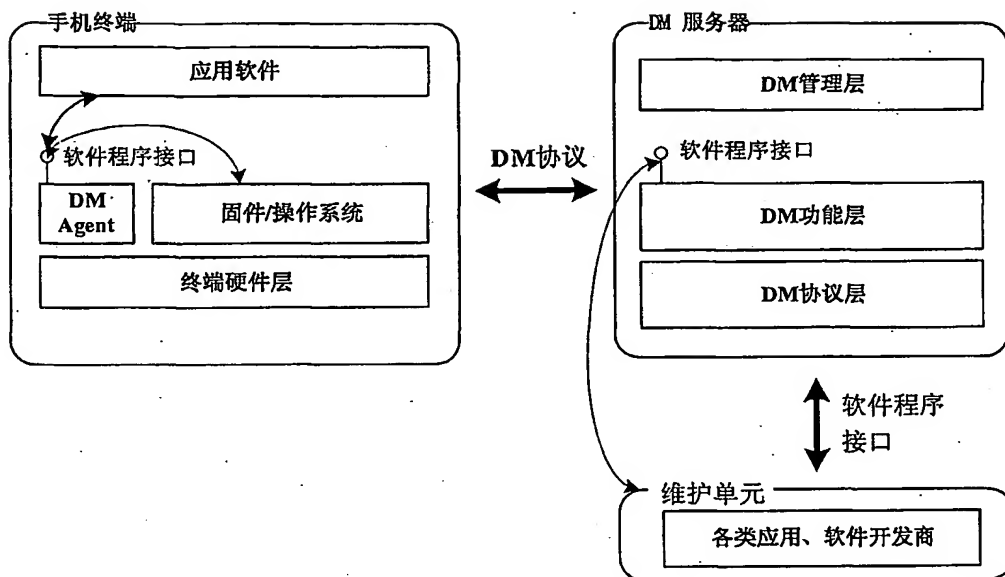 手机终端
应用软件
软件程序接口
DM
Agent
固件/操作系统
终端硬件层
DM协议
DM 服务器
DM管理层
软件程序接口
DM功能层
DM协议层
软件程序
接口
维护单元
各类应用、软件开发商